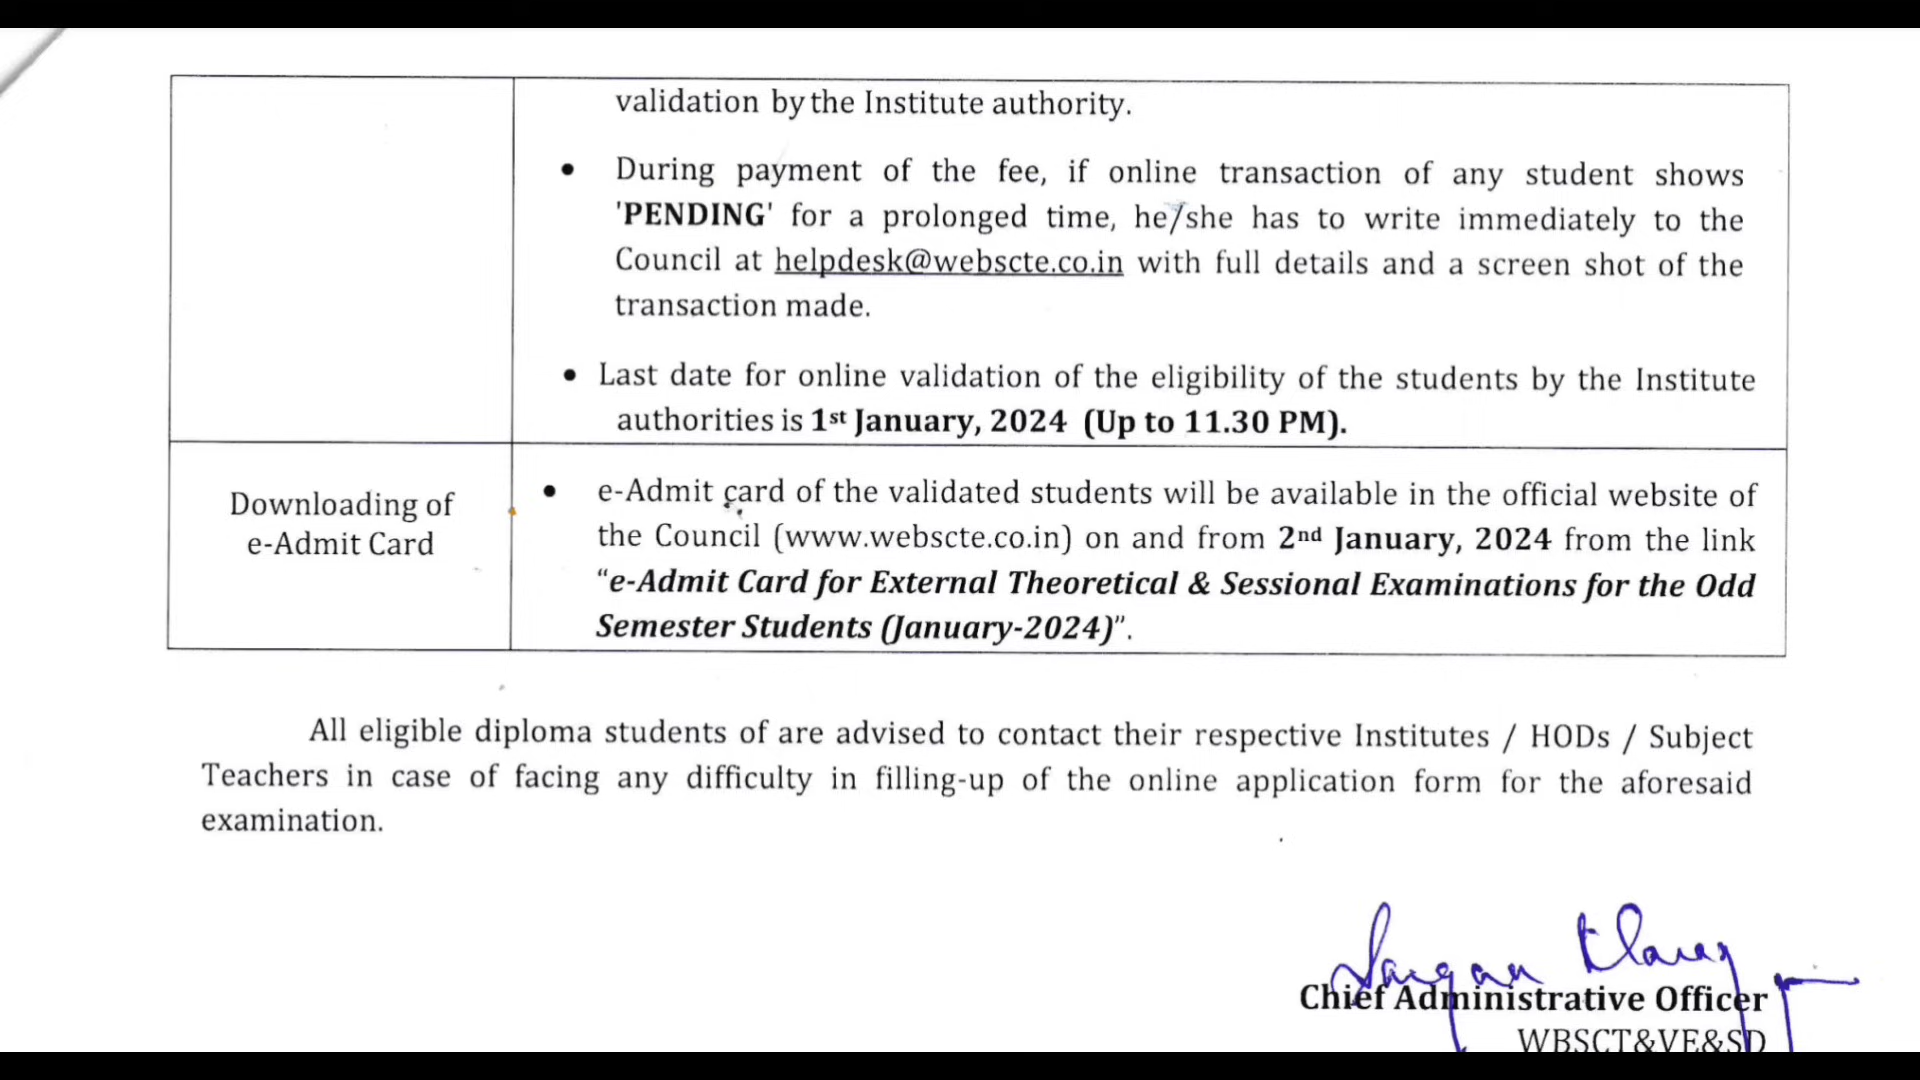 validation by the Institute authority.
• During payment of the fee, if online transaction of any student shows
'PENDING' for a prolonged time, he/she has to write immediately to the
Council at helpdesk@webscte.co.in with full details and a screen shot of the
transaction made.
• Last date for online validation of the eligibility of the students by the Institute
authorities is 1st January, 2024 (Up to 11.30 PM).
Downloading of
e-Admit Card
• e-Admit card of the validated students will be available in the official website of
the Council (www.webscte.co.in) on and from 2nd January, 2024 from the link
“e-Admit Card for External Theoretical & Sessional Examinations for the Odd
Semester Students (January-2024)”.
All eligible diploma students of are advised to contact their respective Institutes / HODs / Subject
Teachers in case of facing any difficulty in filling-up of the online application form for the aforesaid
examination.
Chief Administrative Officer
WBSCT&VE&SD